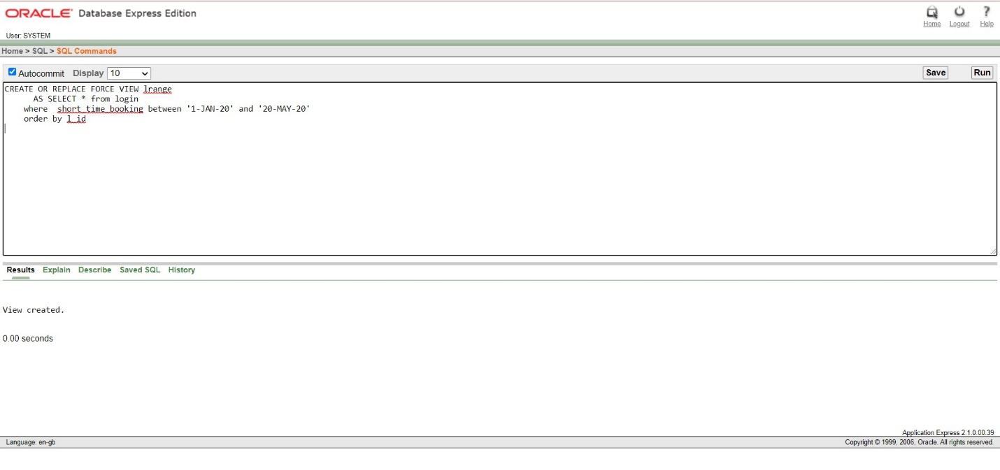 ORACLE® Database Express Edition
Home Logout Help
User: SYSTEM
Home > SQL > SQL Commands
Autocommit Display 10 Save Run
CREATE OR REPLACE FORCE VIEW lrange
AS SELECT * from login
where short_time_booking between '1-JAN-20' and '20-MAY-20'
order by l_id
Results Explain Describe Saved SQL History
View created.
0.00 seconds
Application Express 2.1.0.00.39
Language: en-gb Copyright © 1999, 2006, Oracle. All rights reserved.